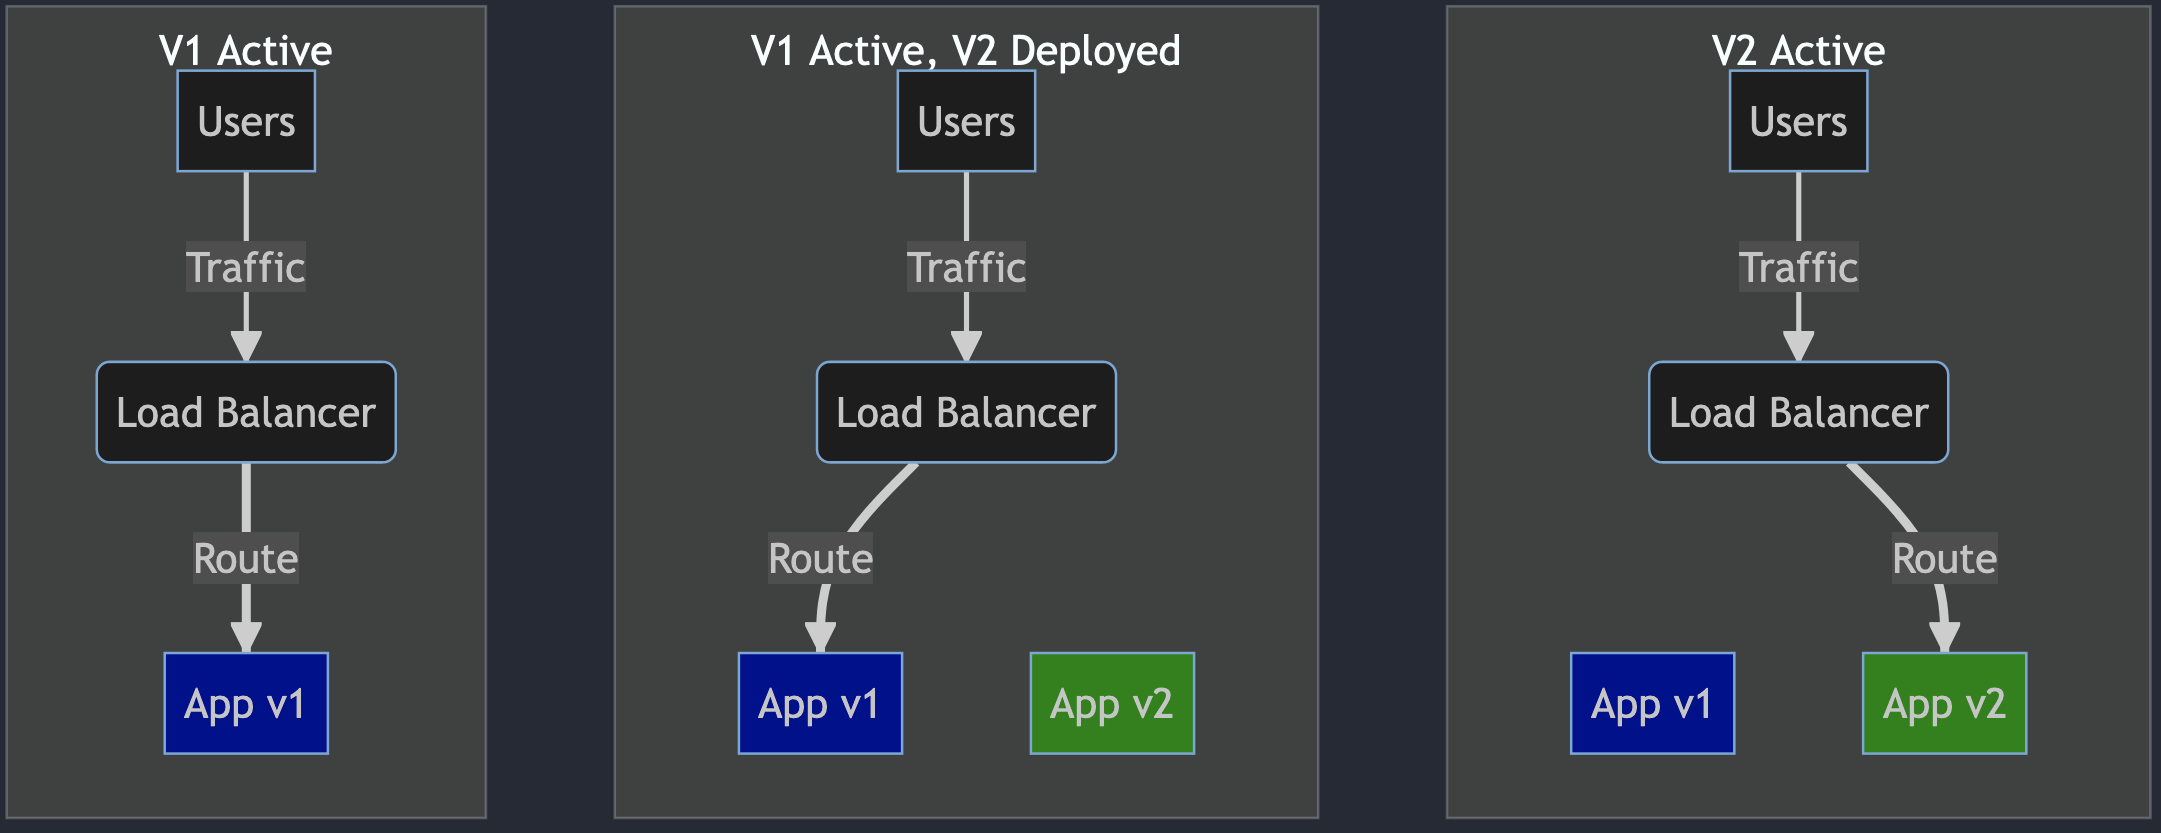 V1 Active
Users
Traffic
Load Balancer
Route
App v1
V1 Active, V2 Deployed
Users
Traffic
Load Balancer
Route
App v1
App v2
V2 Active
Users
Traffic
Load Balancer
Route
App v1
App v2